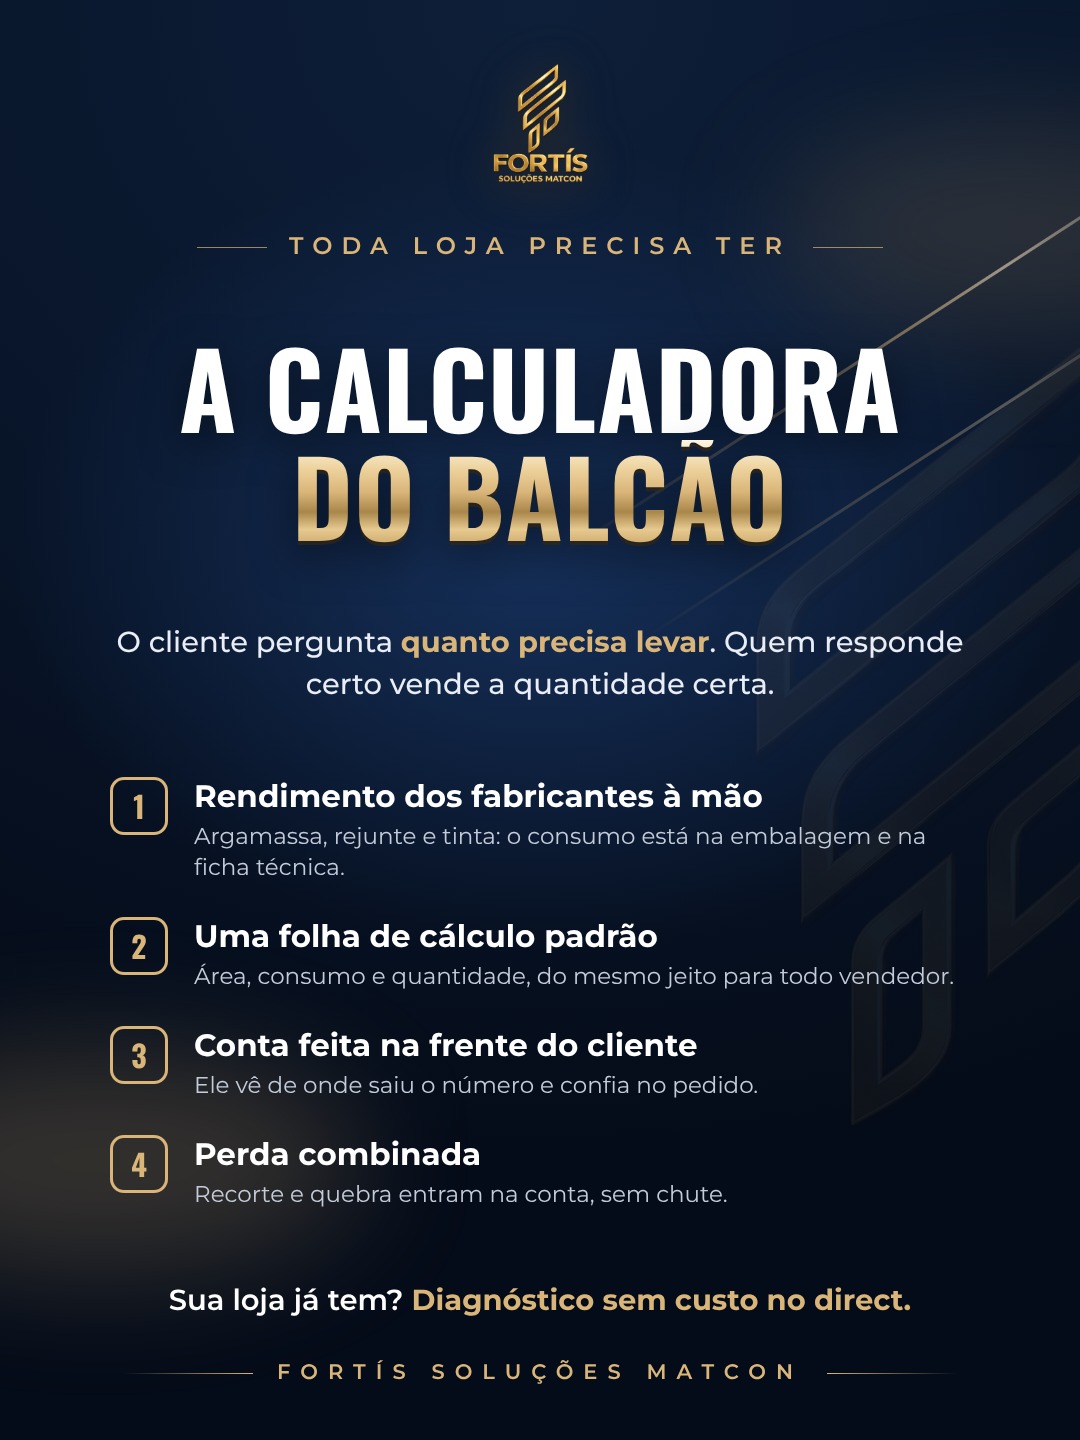 FORTÍS
SOLUÇÕES MATCON
TODA LOJA PRECISA TER
A CALCULADORA
DO BALCÃO
O cliente pergunta quanto precisa levar. Quem responde
certo vende a quantidade certa.
1
Rendimento dos fabricantes à mão
Argamassa, rejunte e tinta: o consumo está na embalagem e na
ficha técnica.
2
Uma folha de cálculo padrão
Área, consumo e quantidade, do mesmo jeito para todo vendedor.
3
Conta feita na frente do cliente
Ele vê de onde saiu o número e confia no pedido.
4
Perda combinada
Recorte e quebra entram na conta, sem chute.
Sua loja já tem? Diagnóstico sem custo no direct.
FORTÍS SOLUÇÕES MATCON